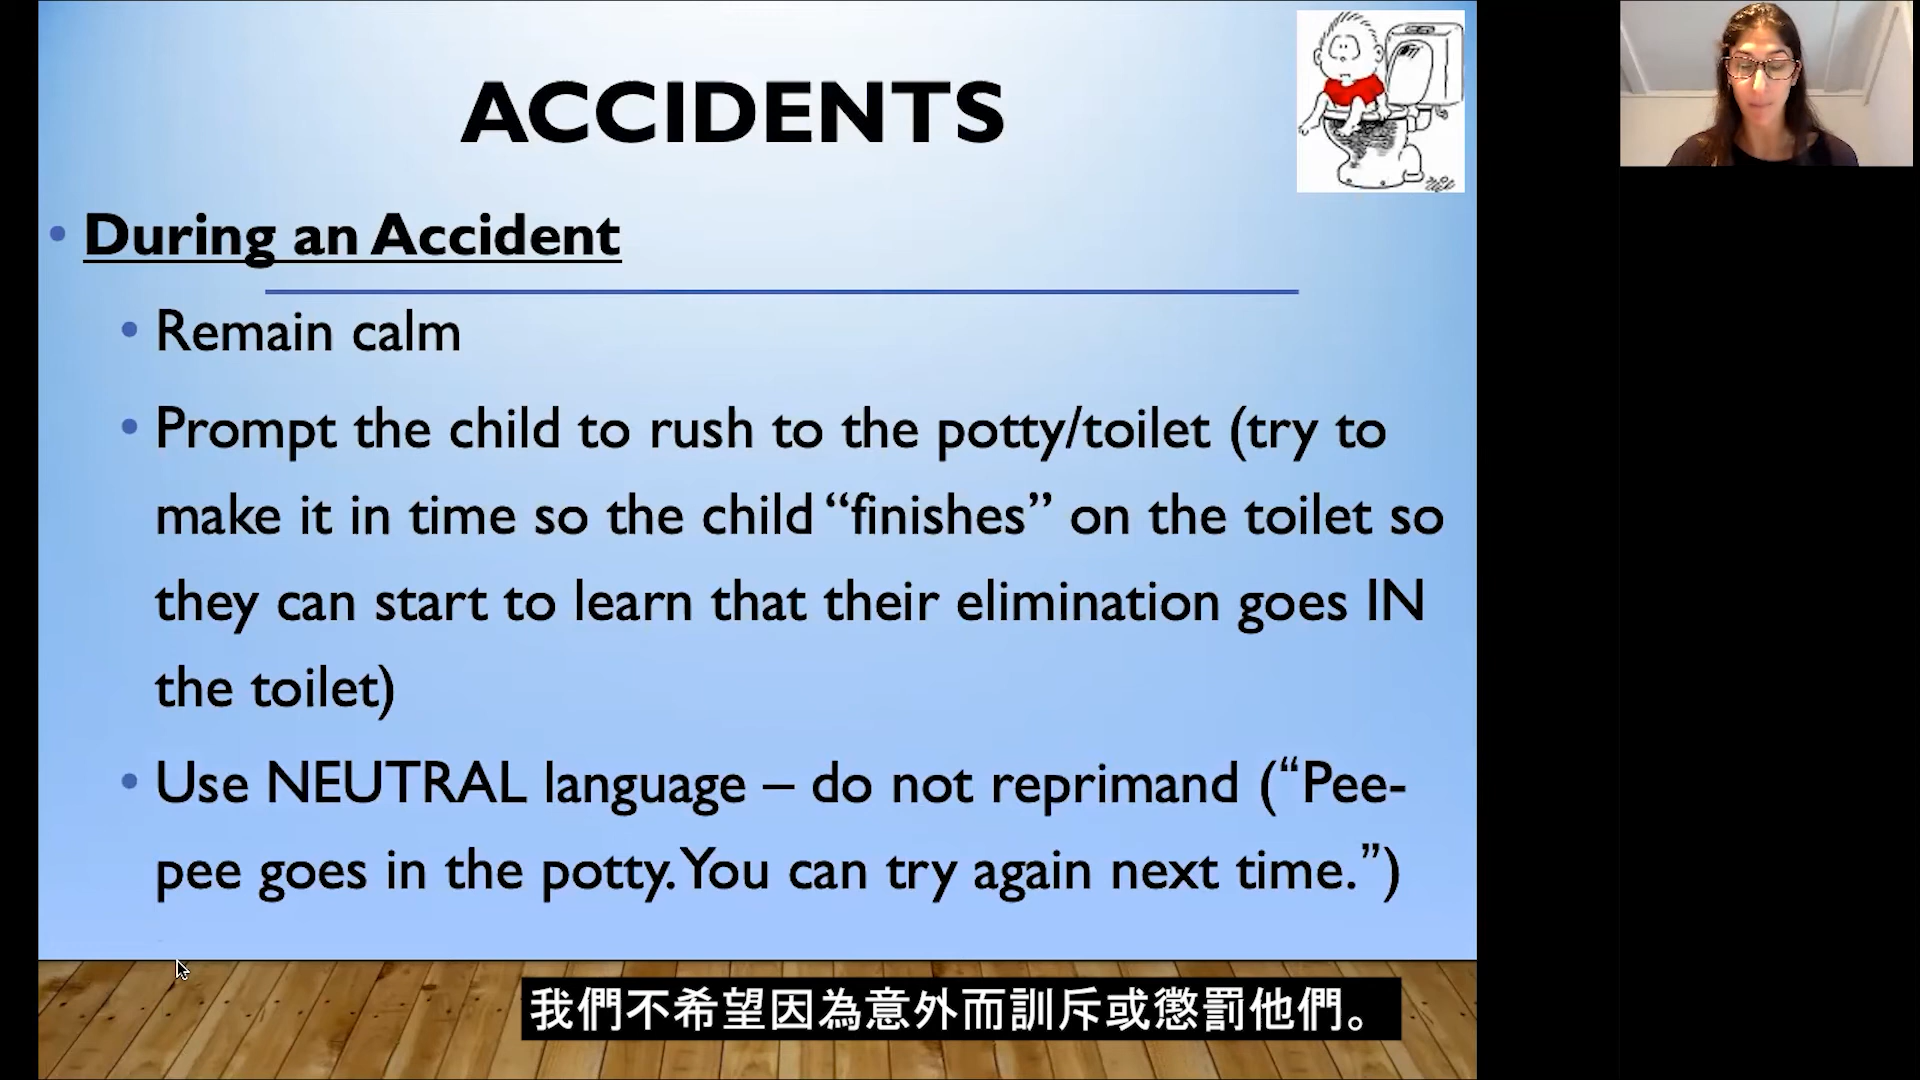 ACCIDENTS
• During an Accident
• Remain calm
• Prompt the child to rush to the potty/toilet (try to
make it in time so the child “finishes” on the toilet so
they can start to learn that their elimination goes IN
the toilet)
• Use NEUTRAL language – do not reprimand (“Pee-
pee goes in the potty. You can try again next time.”)
我們不希望因為意外而訓斥或懲罰他們。